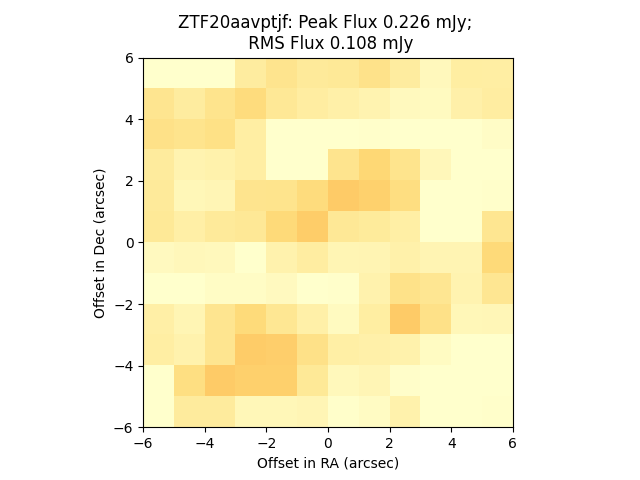 ZTF20aavptjf: Peak Flux 0.226 mJy;
RMS Flux 0.108 mJy
6
4
2
0
−2
−4
−6
Offset in Dec (arcsec)
−6 −4 −2 0 2 4 6
Offset in RA (arcsec)